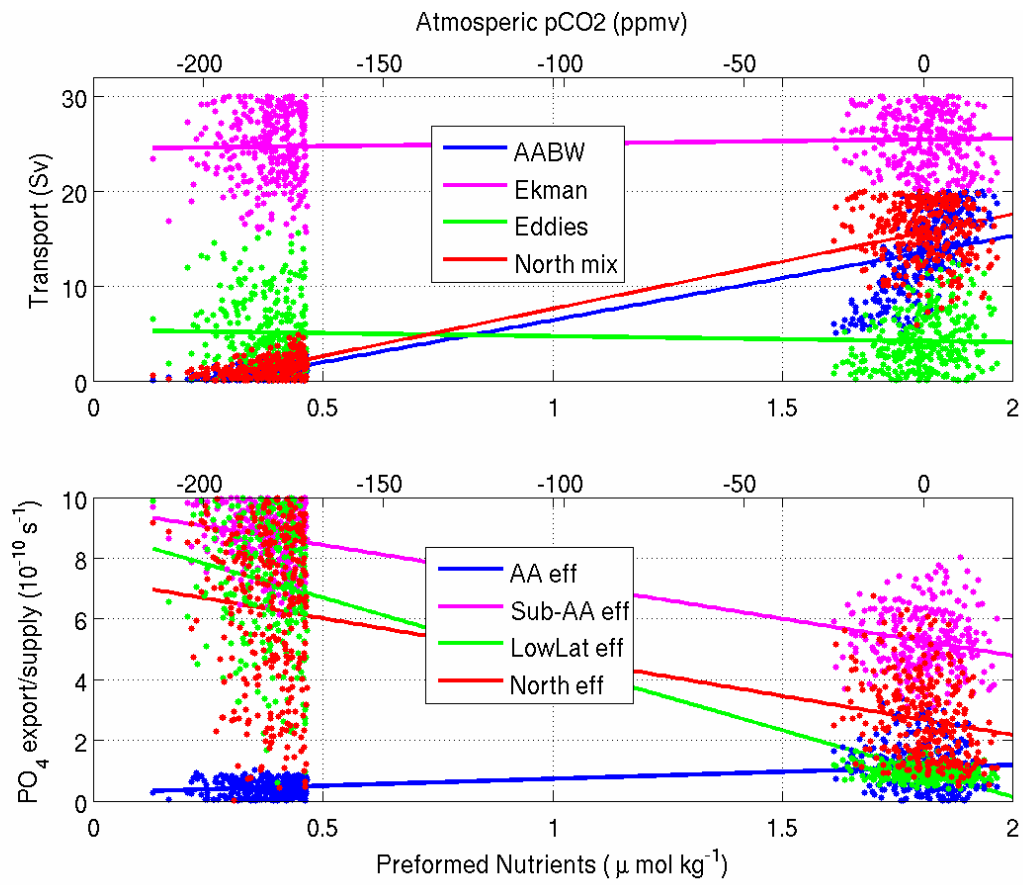 Atmosperic pCO2 (ppmv)
-200 -150 -100 -50 0
30
20
10
0
Transport (Sv)
AABW
Ekman
Eddies
North mix
0 0.5 1 1.5 2
-200 -150 -100 -50 0
10
8
6
4
2
0
PO4 export/supply (10^-10 s^-1)
AA eff
Sub-AA eff
LowLat eff
North eff
0 0.5 1 1.5 2
Preformed Nutrients ( μ mol kg^-1)